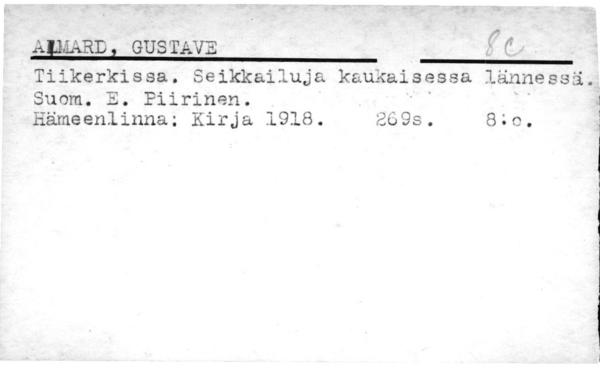 AIMARD, GUSTAVE 8c
Tiikerkissa. Seikkailuja kaukaisessa lännessä.
Suom. E. Piirinen.
Hämeenlinna: Kirja 1918. 269s. 8:o.